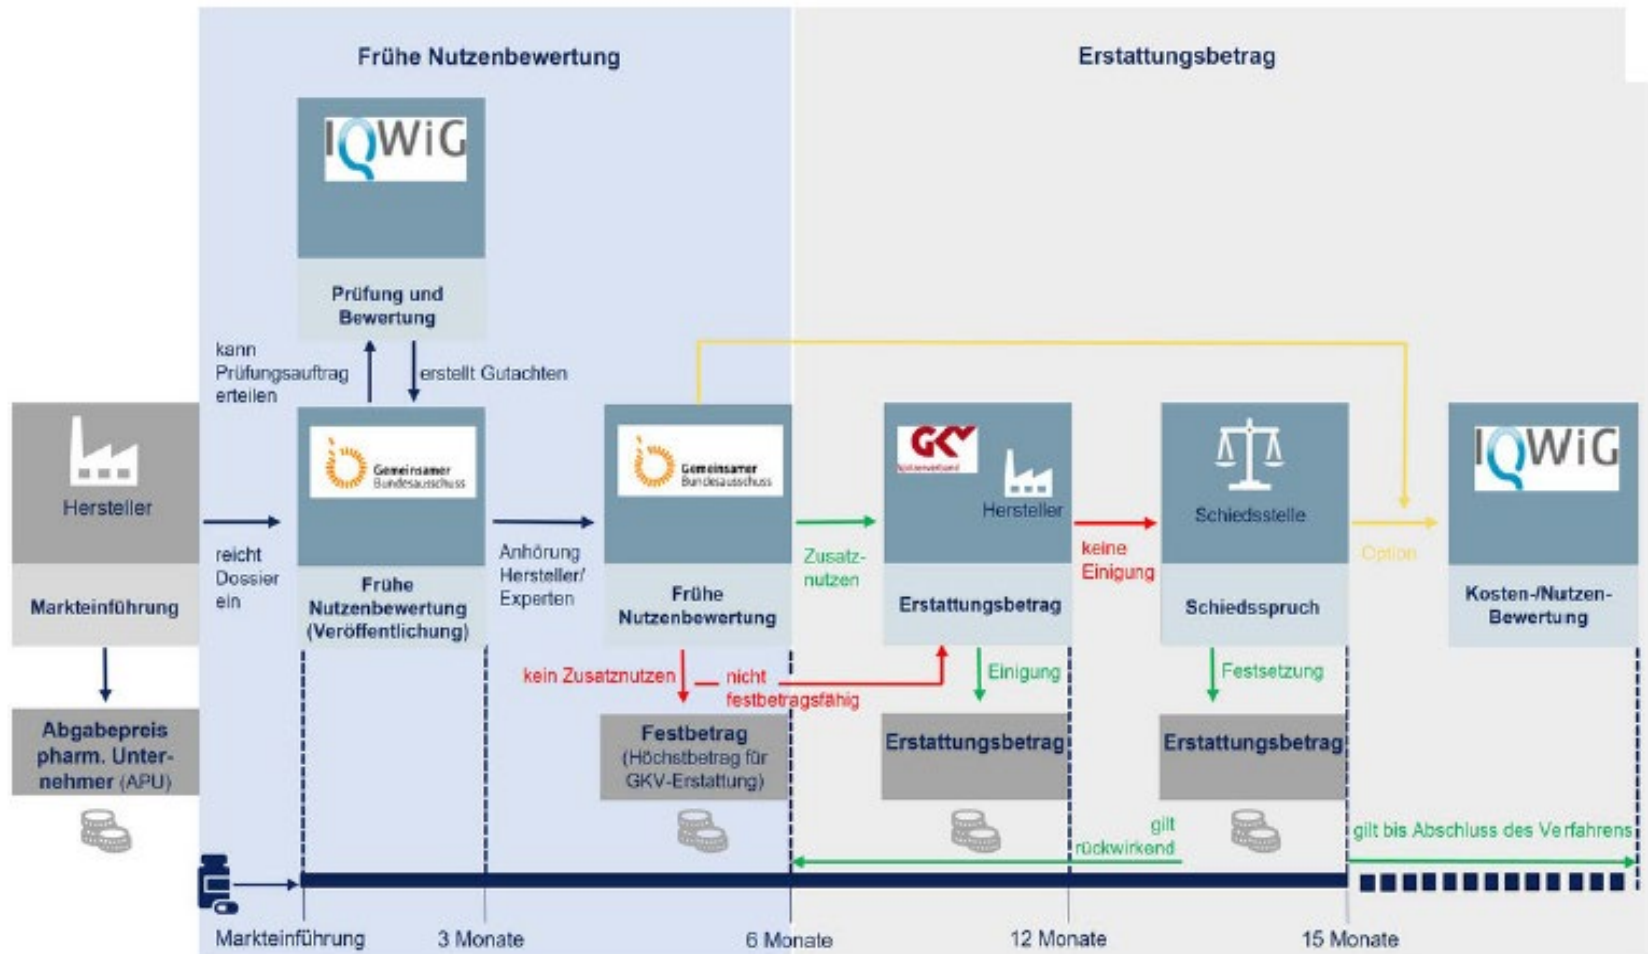 Frühe Nutzenbewertung
Erstattungsbetrag
IQWiG
Prüfung und
Bewertung
kann
Prüfungsauftrag
erteilen
erstellt Gutachten
Hersteller
Markteinführung
reicht
Dossier
ein
Gemeinsamer
Bundesausschuss
Frühe
Nutzenbewertung
(Veröffentlichung)
Anhörung
Hersteller/
Experten
Gemeinsamer
Bundesausschuss
Frühe
Nutzenbewertung
Zusatz-
nutzen
GKV
Spitzenverband
Hersteller
Erstattungsbetrag
keine
Einigung
Schiedsstelle
Schiedsspruch
Option
IQWiG
Kosten-/Nutzen-
Bewertung
kein Zusatznutzen
nicht
festbetragsfähig
Einigung
Festsetzung
Abgabepreis
pharm. Unter-
nehmer (APU)
Festbetrag
(Höchstbetrag für
GKV-Erstattung)
Erstattungsbetrag
Erstattungsbetrag
gilt
rückwirkend
gilt bis Abschluss des Verfahrens
Markteinführung
3 Monate
6 Monate
12 Monate
15 Monate